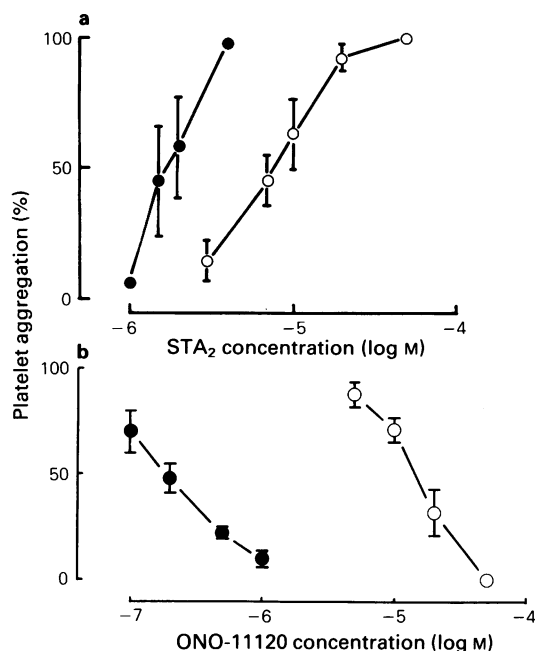 a
100
50
0
−6
−5
−4
STA₂ concentration (log M)
Platelet aggregation (%)
b
100
50
0
−7
−6
−5
−4
ONO-11120 concentration (log M)